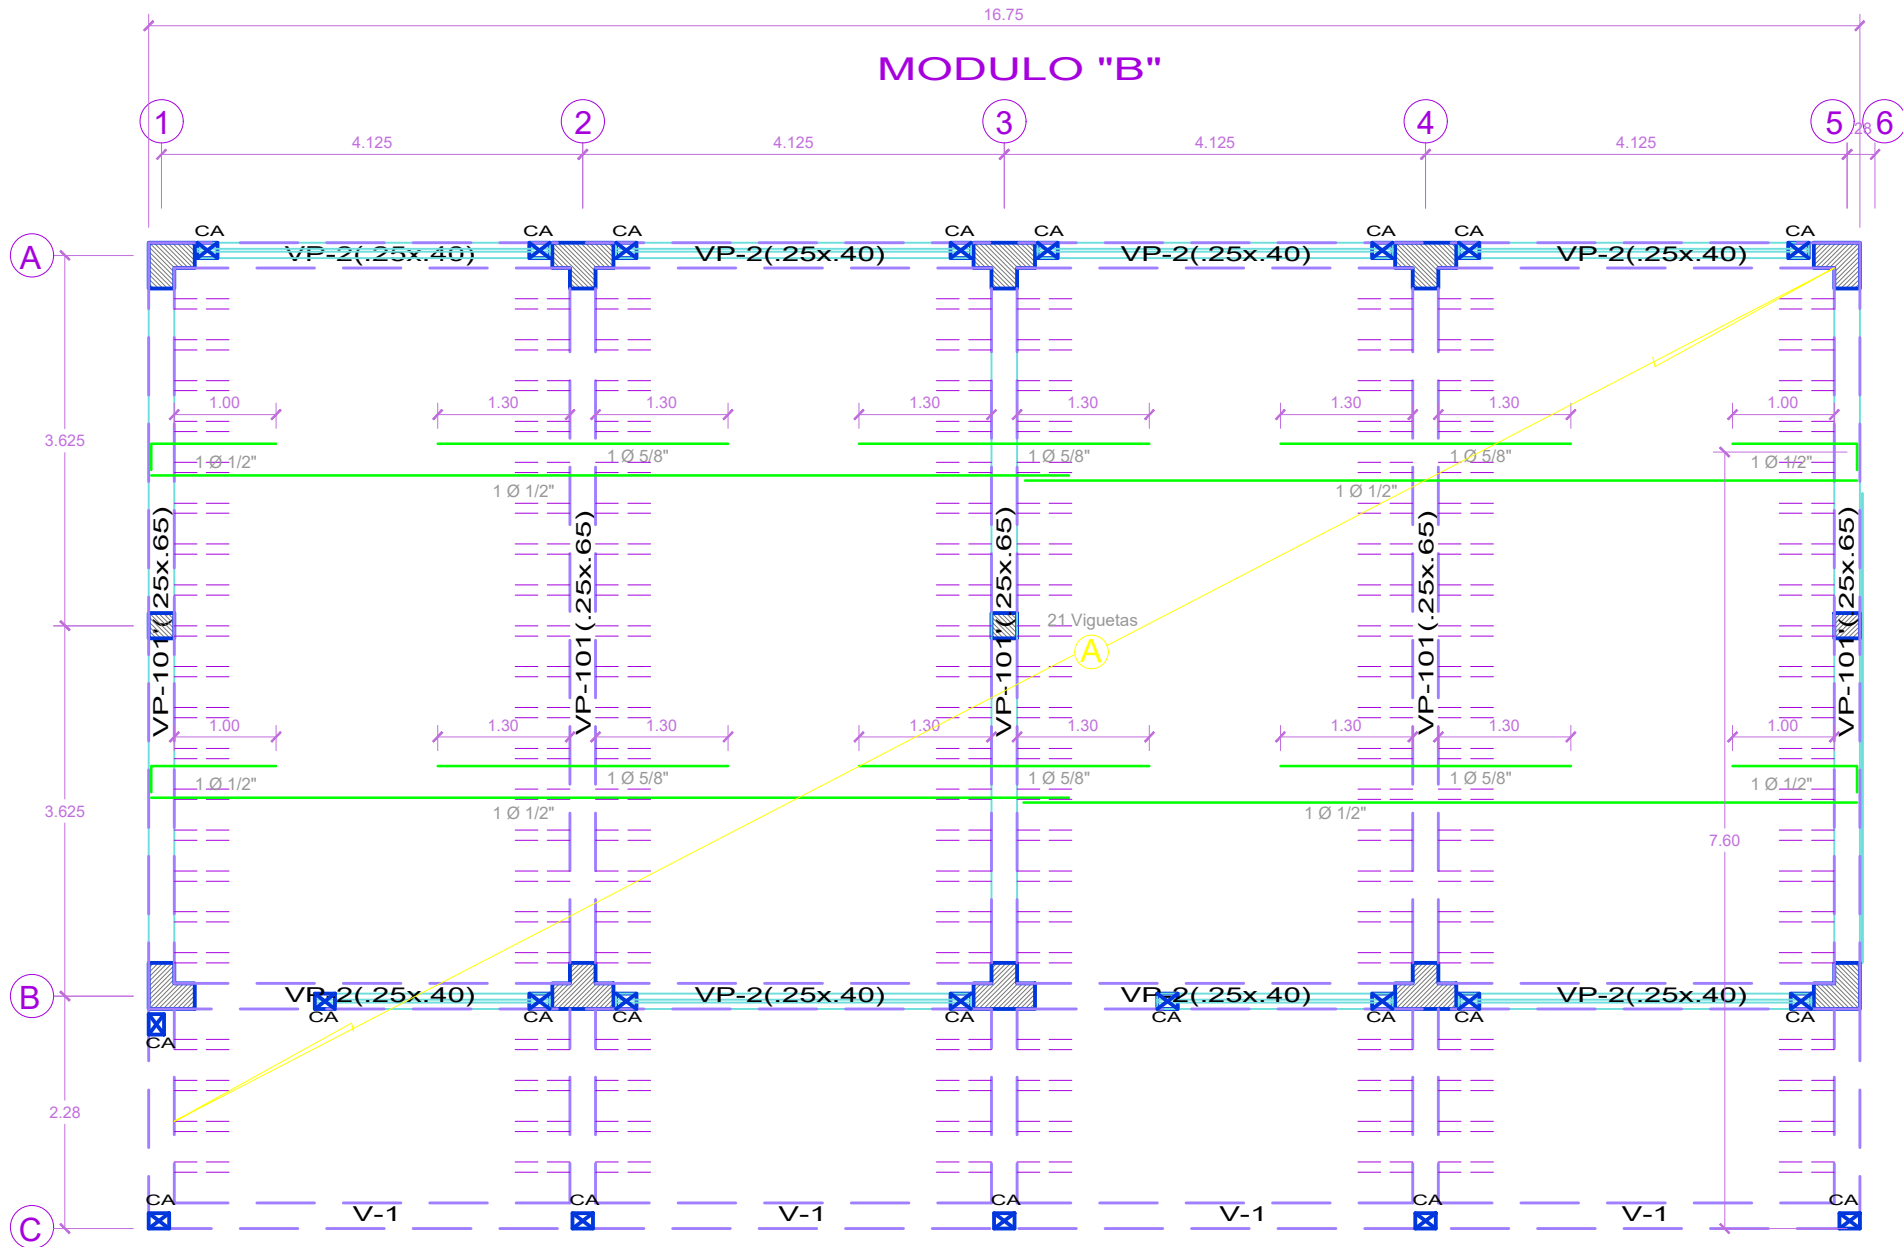 16.75
MODULO "B"
1 2 3 4 5 6
4.125 4.125 4.125 4.125 .28
A
CA CA CA CA CA CA CA CA
VP-2(.25x.40) VP-2(.25x.40) VP-2(.25x.40) VP-2(.25x.40)
1.00 1.30 1.30 1.30 1.30 1.30 1.30 1.00
3.625
1 Ø 1/2" 1 Ø 5/8" 1 Ø 5/8" 1 Ø 5/8" 1 Ø 1/2"
1 Ø 1/2" 1 Ø 1/2"
VP-101'(.25x.65) VP-101(.25x.65) VP-101'(.25x.65) VP-101(.25x.65) VP-101'(.25x.65)
21 Viguetas
A
1.00 1.30 1.30 1.30 1.30 1.30 1.30 1.00
1 Ø 1/2" 1 Ø 5/8" 1 Ø 5/8" 1 Ø 5/8" 1 Ø 1/2"
3.625
1 Ø 1/2" 1 Ø 1/2"
7.60
B
VP-2(.25x.40) VP-2(.25x.40) VP-2(.25x.40) VP-2(.25x.40)
CA CA CA CA CA CA CA
CA
2.28
CA CA CA CA CA
V-1 V-1 V-1 V-1
C